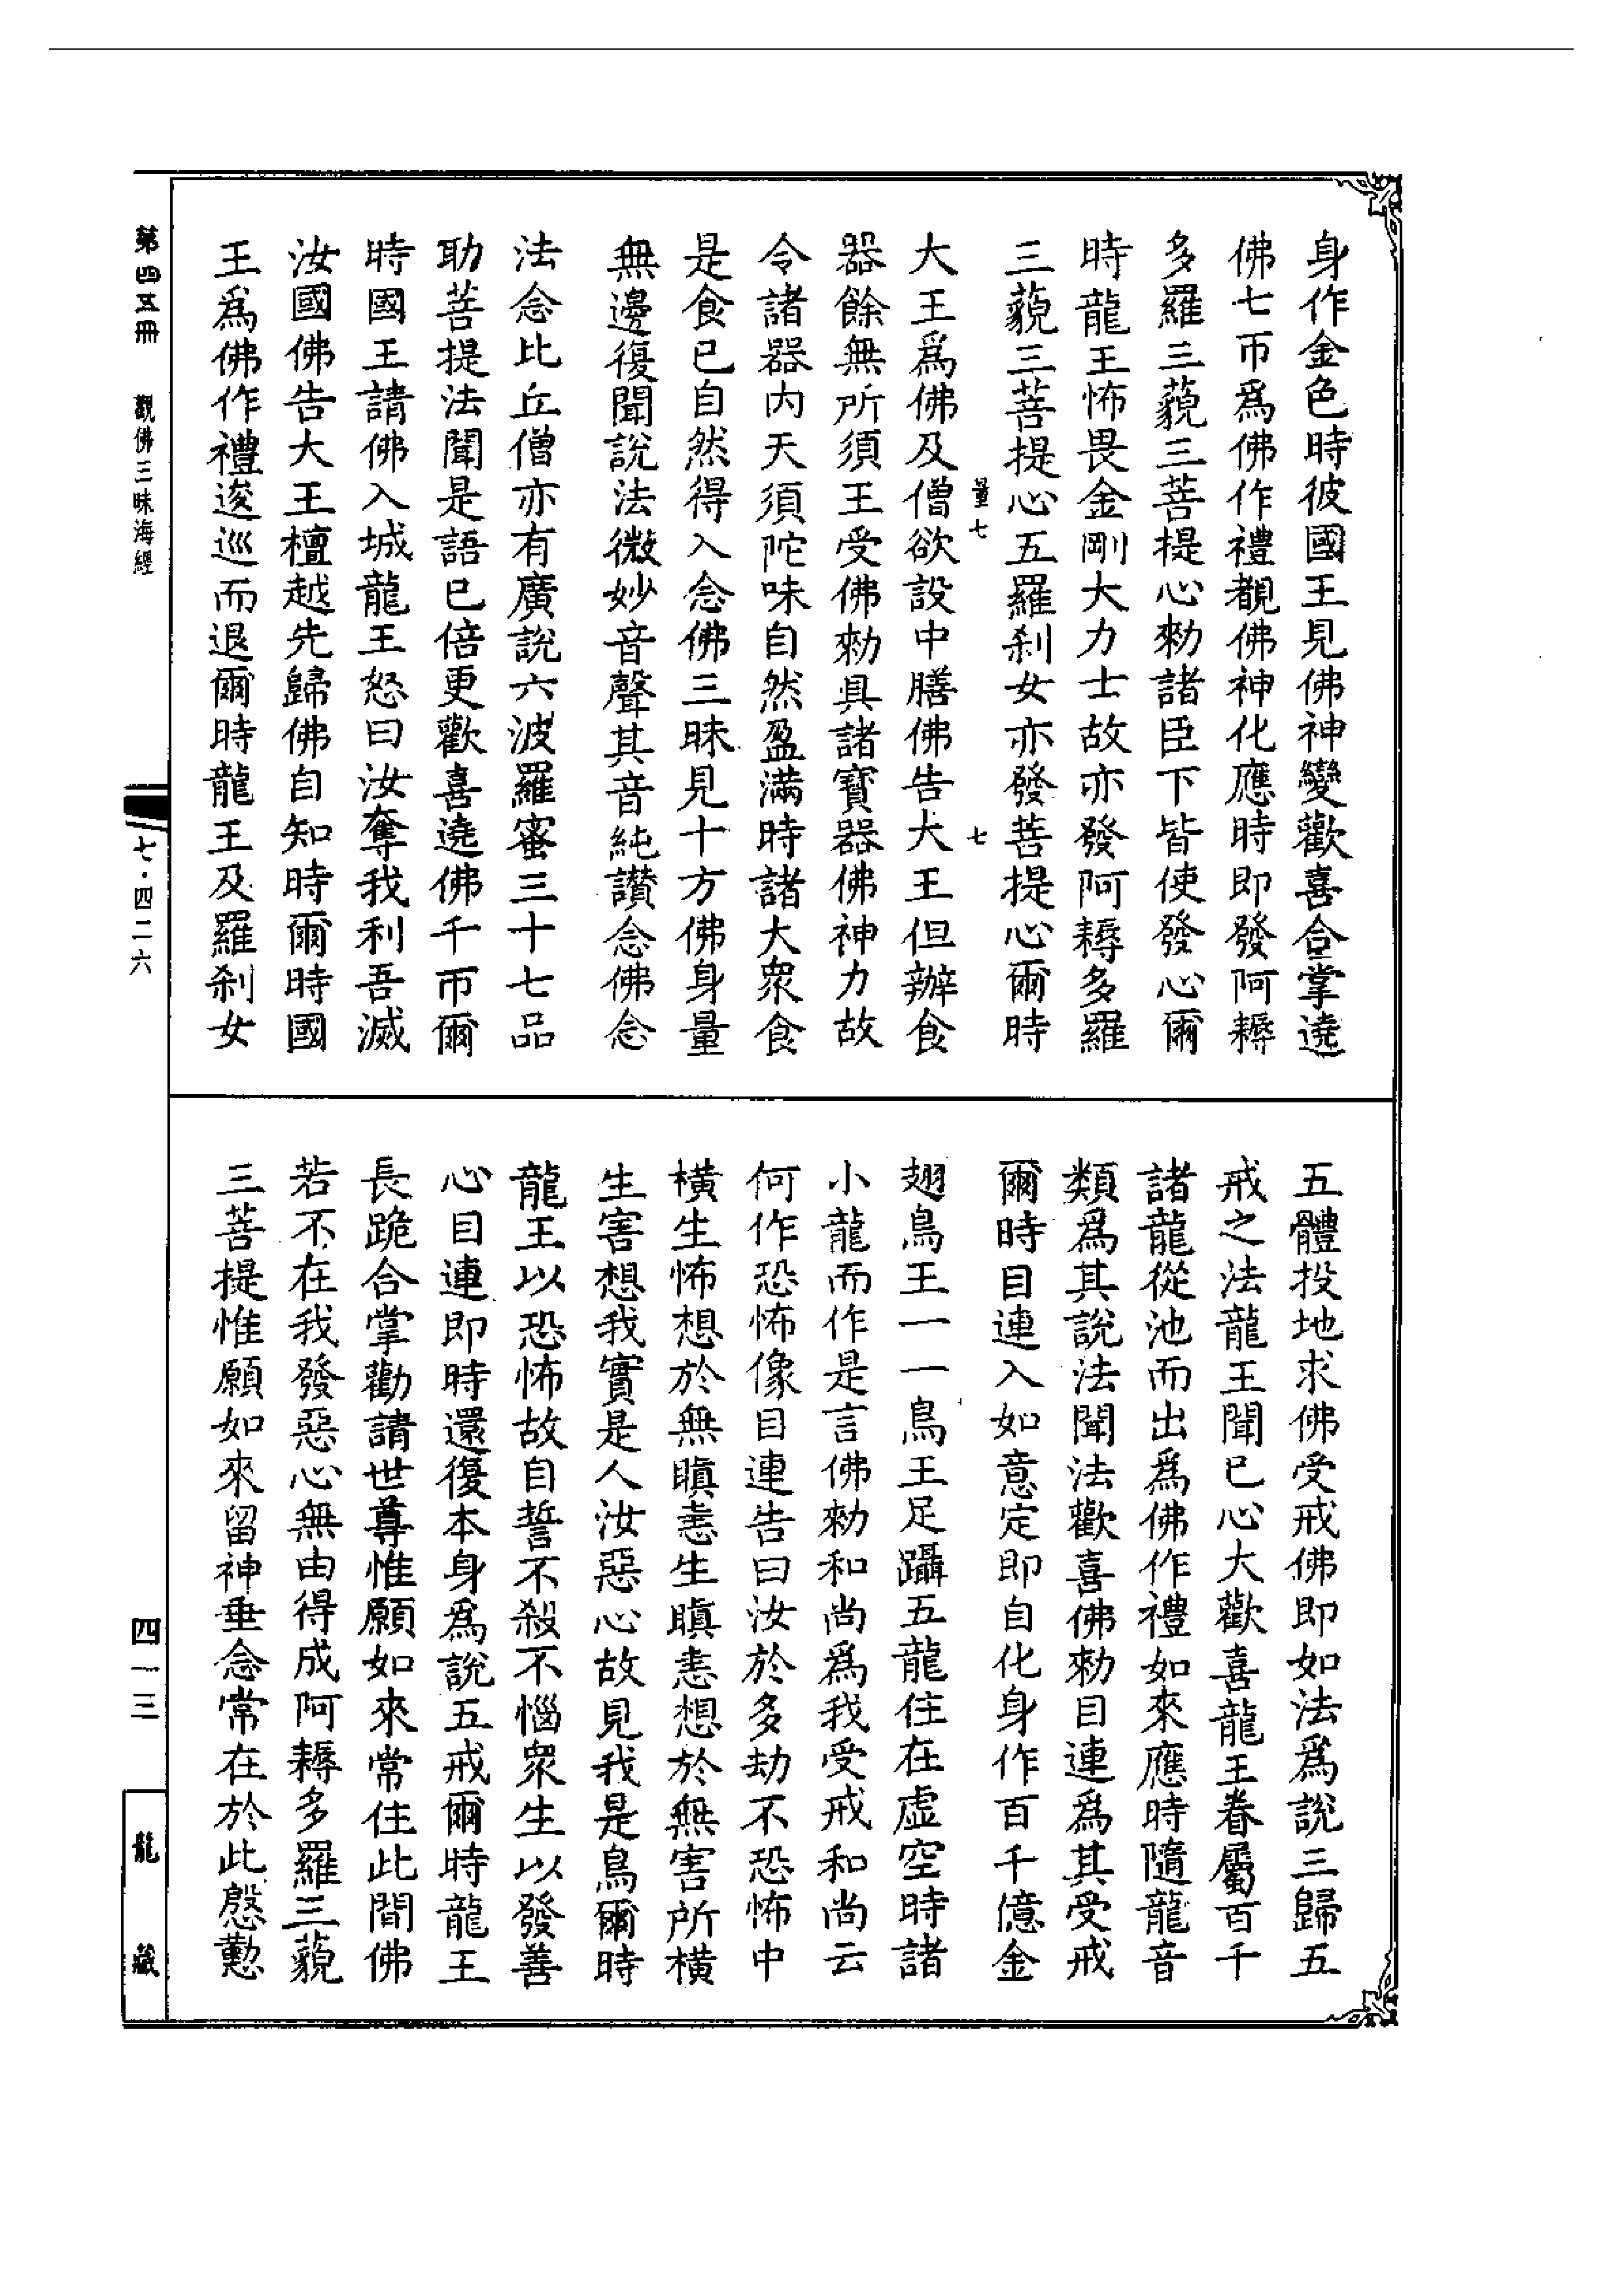 身作金色時彼國王見佛神變歡喜合掌遶
佛七帀爲佛作禮覩佛神化應時即發阿耨
多羅三藐三菩提心勑諸臣下皆使發心爾
時龍王怖畏金剛大力士故亦發阿耨多羅
三藐三菩提心五羅刹女亦發菩提心爾時
量七 七
大王爲佛及僧欲設中膳佛告大王但辦食
器餘無所須王受佛勑具諸寶器佛神力故
令諸器內天須陀味自然盈滿時諸大衆食
是食已自然得入念佛三昧見十方佛身量
無邊復聞說法微妙音聲其音純讃念佛念
法念比丘僧亦有廣說六波羅蜜三十七品
助菩提法聞是語已倍更歡喜遶佛千帀爾
時國王請佛入城龍王怒曰汝奪我利吾滅
汝國佛告大王檀越先歸佛自知時爾時國
王爲佛作禮逡巡而退爾時龍王及羅刹女
五體投地求佛受戒佛即如法爲說三歸五
戒之法龍王聞已心大歡喜龍王眷屬百千
諸龍從池而出爲佛作禮如來應時隨龍音
類爲其說法聞法歡喜佛勑目連爲其受戒
爾時目連入如意定即自化身作百千億金
翅鳥王一一鳥王足躡五龍住在虛空時諸
小龍而作是言佛勑和尚爲我受戒和尚云
何作恐怖像目連告曰汝於多劫不恐怖中
橫生怖想於無瞋恚生瞋恚想於無害所橫
生害想我實是人汝惡心故見我是鳥爾時
龍王以恐怖故自誓不殺不惱衆生以發善
心目連即時還復本身爲說五戒爾時龍王
長跪合掌勸請世尊惟願如來常住此間佛
若不在我發惡心無由得成阿耨多羅三藐
三菩提惟願如來留神垂念常在於此慇懃
第四五冊 觀佛三昧海經
七·四二六
四一三
龍藏